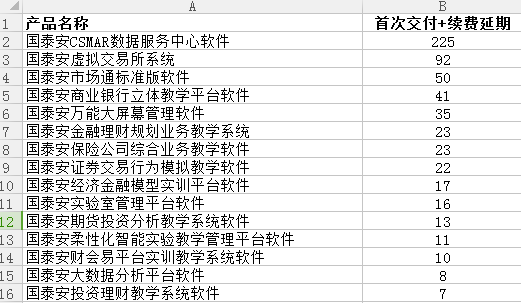 A B
1 产品名称 首次交付+续费延期
2 国泰安CSMAR数据服务中心软件 225
3 国泰安虚拟交易所系统 92
4 国泰安市场通标准版软件 50
5 国泰安商业银行立体教学平台软件 41
6 国泰安万能大屏幕管理软件 35
7 国泰安金融理财规划业务教学系统 23
8 国泰安保险公司综合业务教学软件 23
9 国泰安证券交易行为模拟教学软件 22
10 国泰安经济金融模型实训平台软件 17
11 国泰安实验室管理平台软件 16
12 国泰安期货投资分析教学系统软件 13
13 国泰安柔性化智能实验教学管理平台软件 11
14 国泰安财会易平台实训教学系统软件 10
15 国泰安大数据分析平台软件 8
16 国泰安投资理财教学系统软件 7